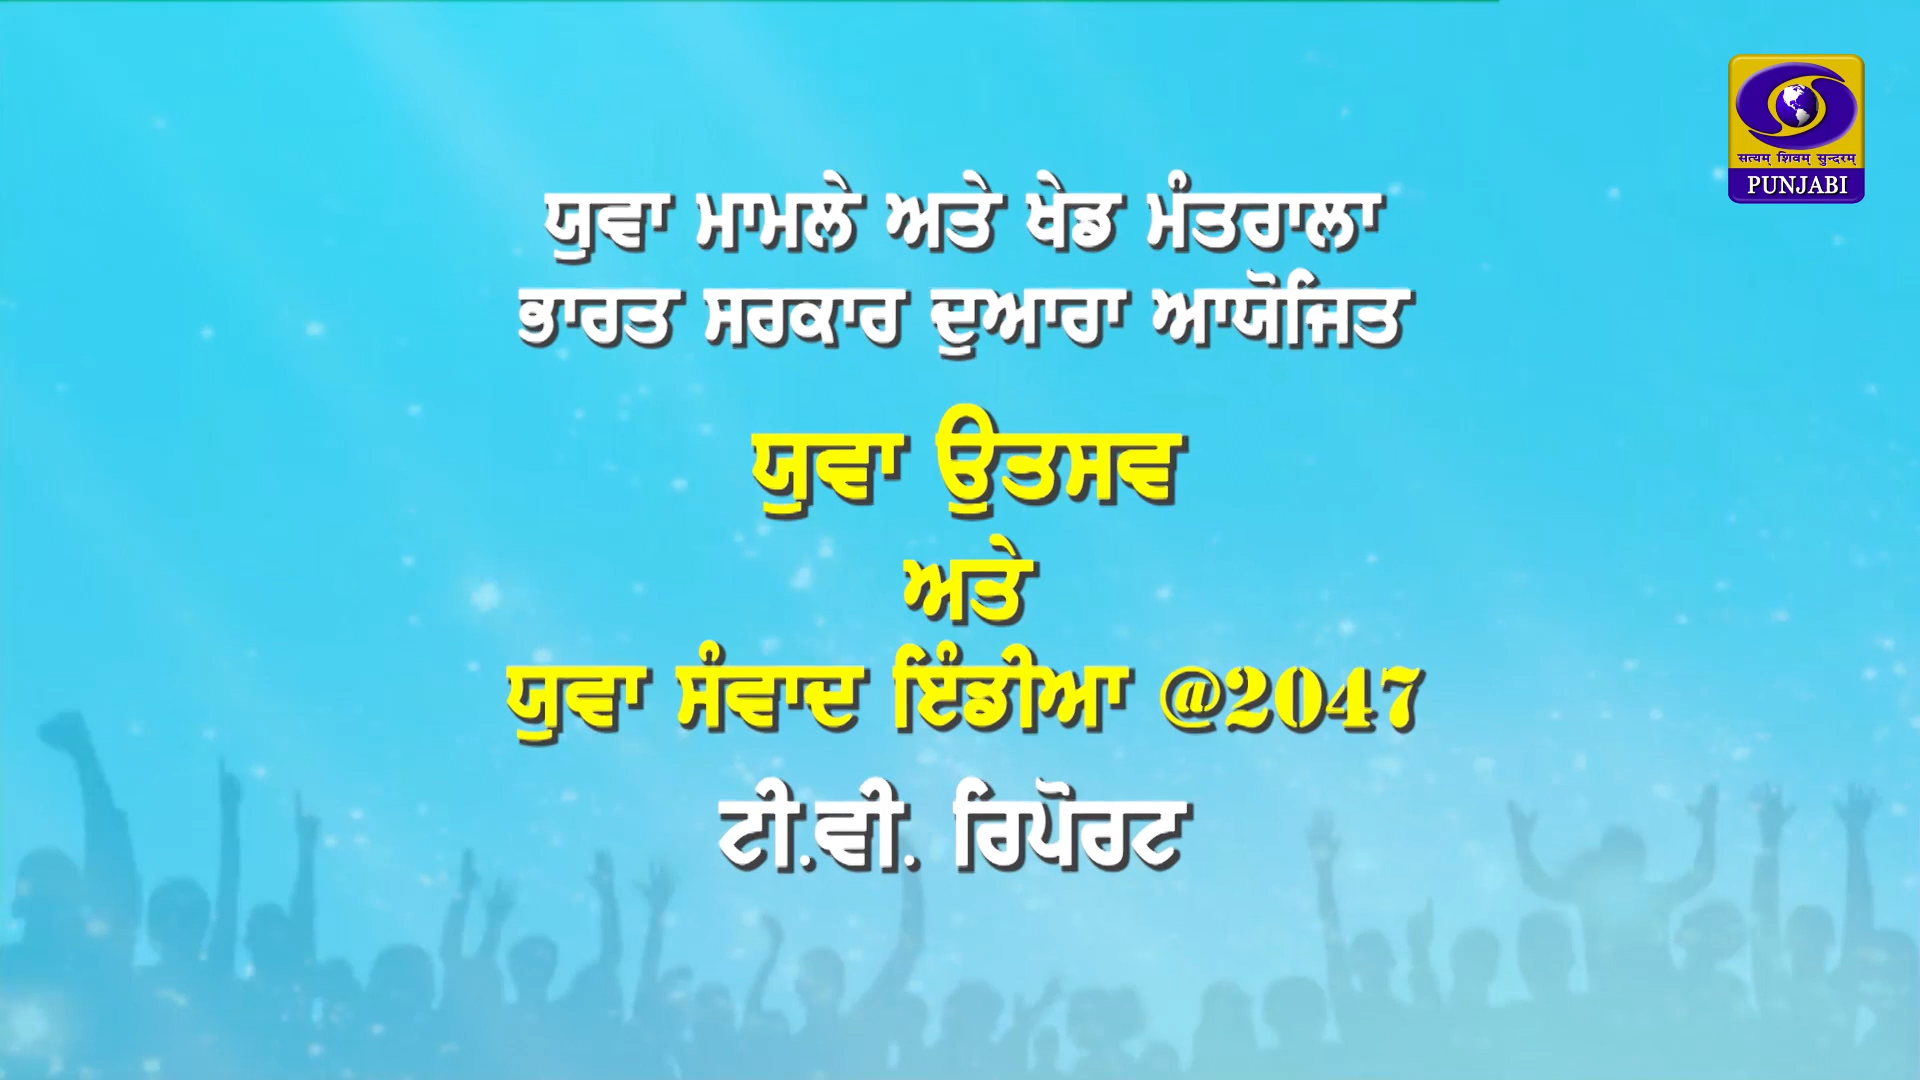 सत्यम् शिवम् सुन्दरम्
PUNJABI
ਯੁਵਾ ਮਾਮਲੇ ਅਤੇ ਖੇਡ ਮੰਤਰਾਲਾ
ਭਾਰਤ ਸਰਕਾਰ ਦੁਆਰਾ ਆਯੋਜਿਤ
ਯੁਵਾ ਉਤਸਵ
ਅਤੇ
ਯੁਵਾ ਸੰਵਾਦ ਇੰਡੀਆ @2047
ਟੀ.ਵੀ. ਰਿਪੋਰਟ